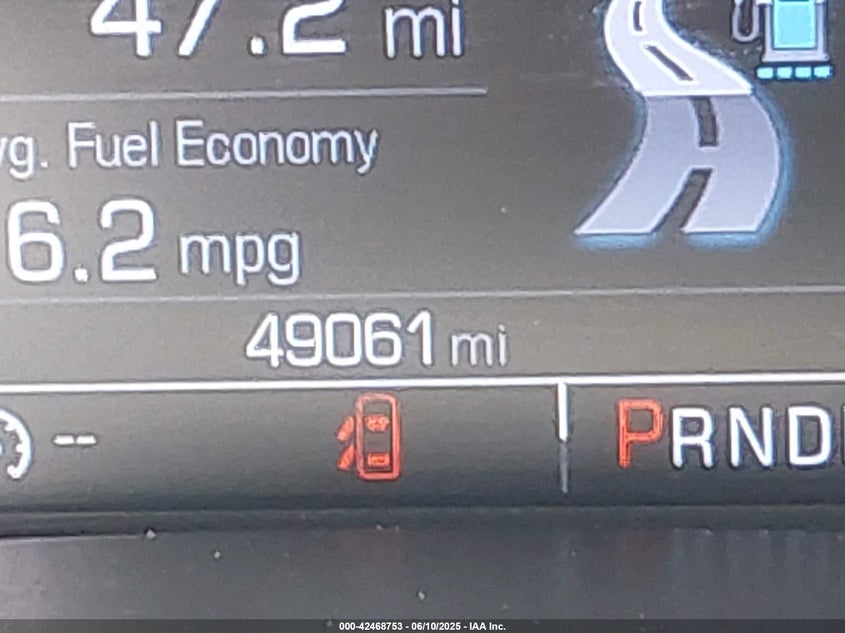 47.2 mi
vg. Fuel Economy
6.2 mpg
49061 mi
-- PRND
000-42468753 - 06/10/2025 - IAA Inc.